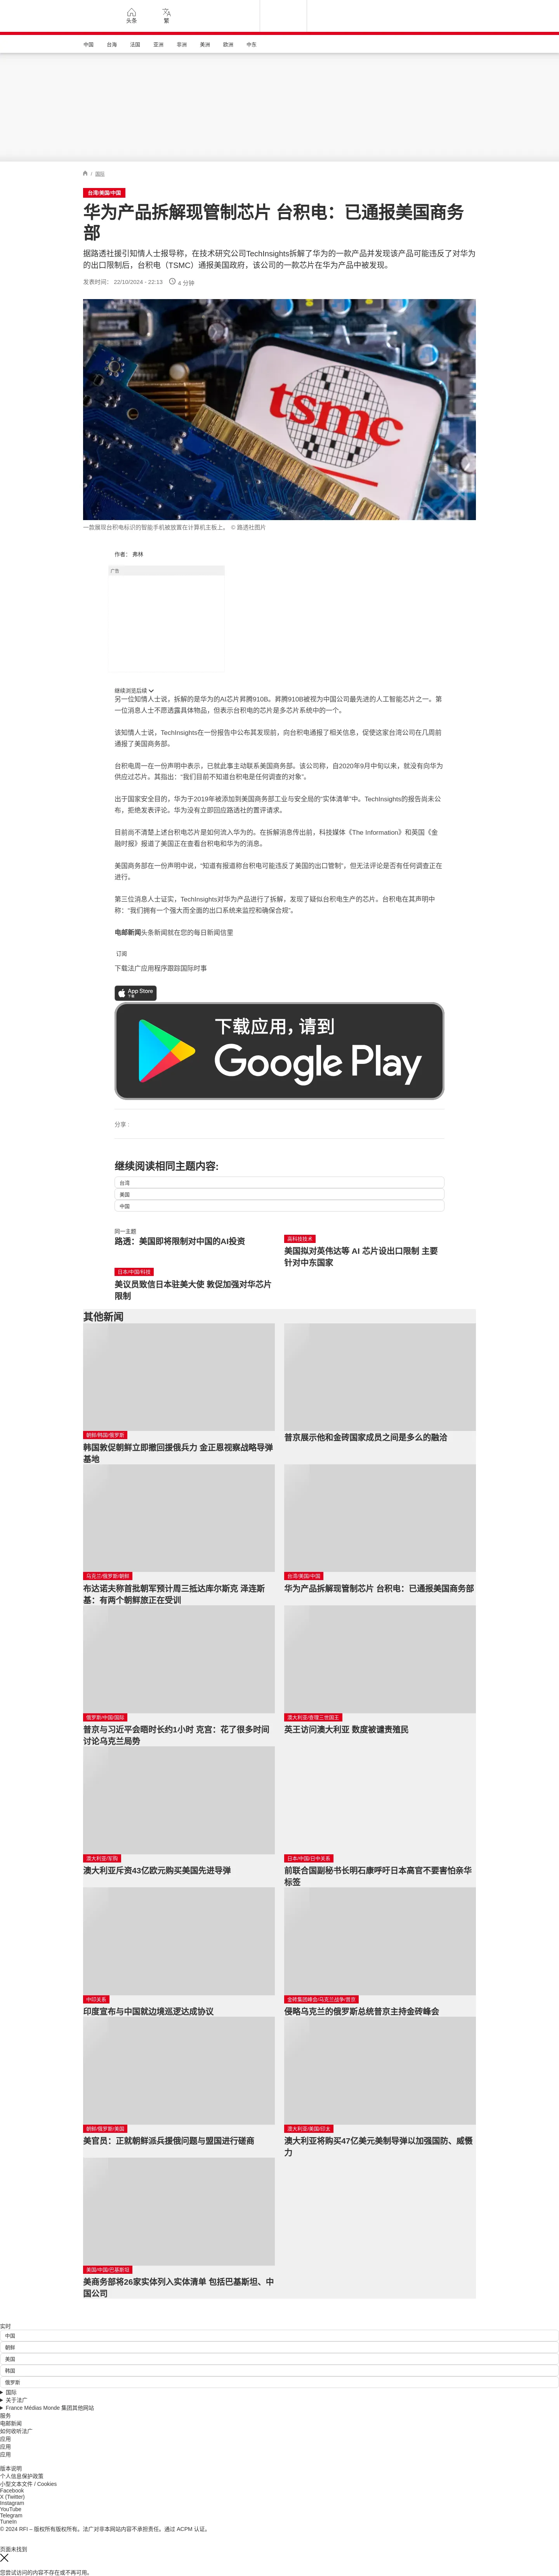 头条
繁
中国
台海
法国
亚洲
非洲
美洲
欧洲
中东
/ 国际
台湾/美国/中国
华为产品拆解现管制芯片 台积电：已通报美国商务部
据路透社援引知情人士报导称，在技术研究公司TechInsights拆解了华为的一款产品并发现该产品可能违反了对华为的出口限制后，台积电（TSMC）通报美国政府，该公司的一款芯片在华为产品中被发现。
发表时间： 22/10/2024 - 22:13
4 分钟
tsmc
一款展现台积电标识的智能手机被放置在计算机主板上。 © 路透社图片
作者： 弗林
广告
继续浏览后续
另一位知情人士说，拆解的是华为的AI芯片昇腾910B。昇腾910B被视为中国公司最先进的人工智能芯片之一。第一位消息人士不愿透露具体物品，但表示台积电的芯片是多芯片系统中的一个。
该知情人士说，TechInsights在一份报告中公布其发现前，向台积电通报了相关信息，促使这家台湾公司在几周前通报了美国商务部。
台积电周一在一份声明中表示，已就此事主动联系美国商务部。该公司称，自2020年9月中旬以来，就没有向华为供应过芯片。其指出：“我们目前不知道台积电是任何调查的对象”。
出于国家安全目的，华为于2019年被添加到美国商务部工业与安全局的“实体清单”中。TechInsights的报告尚未公布，拒绝发表评论。华为没有立即回应路透社的置评请求。
目前尚不清楚上述台积电芯片是如何流入华为的。在拆解消息传出前，科技媒体《The Information》和英国《金融时报》报道了美国正在查看台积电和华为的消息。
美国商务部在一份声明中说，“知道有报道称台积电可能违反了美国的出口管制”，但无法评论是否有任何调查正在进行。
第三位消息人士证实，TechInsights对华为产品进行了拆解，发现了疑似台积电生产的芯片。台积电在其声明中称：“我们拥有一个强大而全面的出口系统来监控和确保合规”。
电邮新闻头条新闻就在您的每日新闻信里
订阅
下载法广应用程序跟踪国际时事
App Store
下载
下载应用，请到
Google Play
分享 :
继续阅读相同主题内容:
台湾
美国
中国
同一主题
路透：美国即将限制对中国的AI投资
高科技技术
美国拟对英伟达等 AI 芯片设出口限制 主要针对中东国家
日本/中国/科技
美议员致信日本驻美大使 敦促加强对华芯片限制
其他新闻
朝鲜/韩国/俄罗斯
韩国敦促朝鲜立即撤回援俄兵力 金正恩视察战略导弹基地
普京展示他和金砖国家成员之间是多么的融洽
乌克兰/俄罗斯/朝鲜
布达诺夫称首批朝军预计周三抵达库尔斯克 泽连斯基：有两个朝鲜旅正在受训
台湾/美国/中国
华为产品拆解现管制芯片 台积电：已通报美国商务部
俄罗斯/中国/国际
普京与习近平会晤时长约1小时 克宫：花了很多时间讨论乌克兰局势
澳大利亚/查理三世国王
英王访问澳大利亚 数度被谴责殖民
澳大利亚/军购
澳大利亚斥资43亿欧元购买美国先进导弹
日本/中国/日中关系
前联合国副秘书长明石康呼吁日本高官不要害怕亲华标签
中印关系
印度宣布与中国就边境巡逻达成协议
金砖集团峰会/乌克兰战争/普京
侵略乌克兰的俄罗斯总统普京主持金砖峰会
朝鲜/俄罗斯/美国
美官员：正就朝鲜派兵援俄问题与盟国进行磋商
澳大利亚/美国/印太
澳大利亚将购买47亿美元美制导弹以加强国防、威慑力
美国/中国/巴基斯坦
美商务部将26家实体列入实体清单 包括巴基斯坦、中国公司
实时
中国
朝鲜
美国
韩国
俄罗斯
国际
关于法广
France Médias Monde 集团其他网站
服务
电邮新闻
如何收听法广
应用
应用
应用
版本说明
个人信息保护政策
小型文本文件 / Cookies
Facebook
X (Twitter)
Instagram
YouTube
Telegram
TuneIn
© 2024 RFI – 版权所有版权所有。法广对非本网站内容不承担责任。通过 ACPM 认证。
页面未找到
您尝试访问的内容不存在或不再可用。